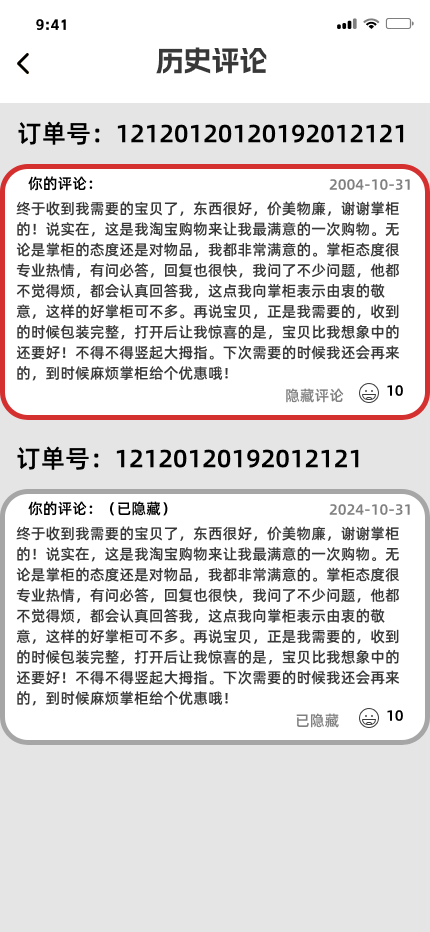 9:41
历史评论
订单号：12120120120192012121
你的评论：
2004-10-31
终于收到我需要的宝贝了，东西很好，价美物廉，谢谢掌柜
的！说实在，这是我淘宝购物来让我最满意的一次购物。无
论是掌柜的态度还是对物品，我都非常满意的。掌柜态度很
专业热情，有问必答，回复也很快，我问了不少问题，他都
不觉得烦，都会认真回答我，这点我向掌柜表示由衷的敬
意，这样的好掌柜可不多。再说宝贝，正是我需要的，收到
的时候包装完整，打开后让我惊喜的是，宝贝比我想象中的
还要好！不得不得竖起大拇指。下次需要的时候我还会再来
的，到时候麻烦掌柜给个优惠哦！
隐藏评论 10
订单号：12120120192012121
你的评论：（已隐藏）
2024-10-31
终于收到我需要的宝贝了，东西很好，价美物廉，谢谢掌柜
的！说实在，这是我淘宝购物来让我最满意的一次购物。无
论是掌柜的态度还是对物品，我都非常满意的。掌柜态度很
专业热情，有问必答，回复也很快，我问了不少问题，他都
不觉得烦，都会认真回答我，这点我向掌柜表示由衷的敬
意，这样的好掌柜可不多。再说宝贝，正是我需要的，收到
的时候包装完整，打开后让我惊喜的是，宝贝比我想象中的
还要好！不得不得竖起大拇指。下次需要的时候我还会再来
的，到时候麻烦掌柜给个优惠哦！
已隐藏 10